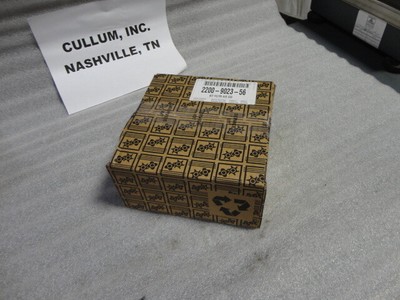 CULLUM, INC.
NASHVILLE, TN
2200-9023-56